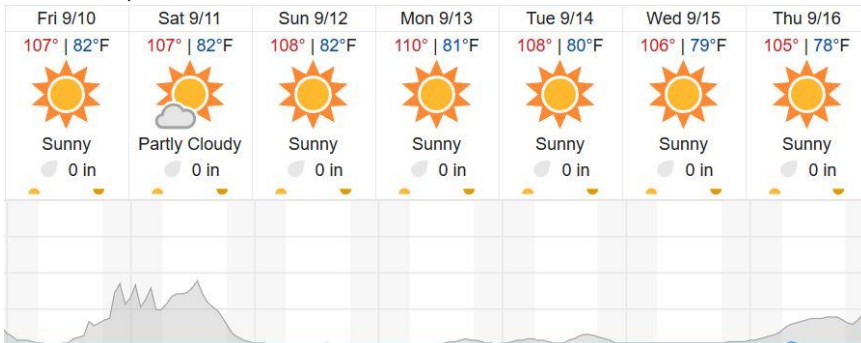 Fri 9/10 Sat 9/11 Sun 9/12 Mon 9/13 Tue 9/14 Wed 9/15 Thu 9/16
107° | 82°F 107° | 82°F 108° | 82°F 110° | 81°F 108° | 80°F 106° | 79°F 105° | 78°F
Sunny Partly Cloudy Sunny Sunny Sunny Sunny Sunny
0 in 0 in 0 in 0 in 0 in 0 in 0 in